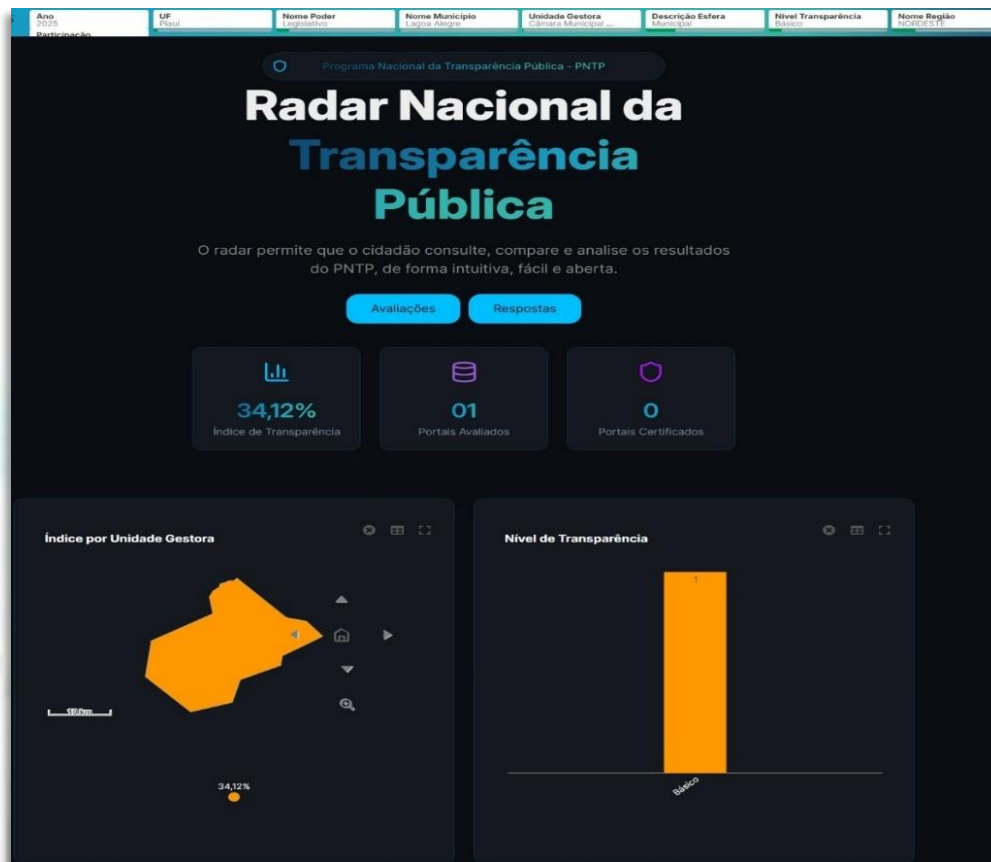 Ano
2025
Participação
UF
Piauí
Nome Poder
Legislativo
Nome Município
Lagoa Alegre
Unidade Gestora
Câmara Municipal ...
Descrição Esfera
Municipal
Nível Transparência
Básico
Nome Região
NORDESTE
Programa Nacional da Transparência Pública - PNTP
Radar Nacional da
Transparência
Pública
O radar permite que o cidadão consulte, compare e analise os resultados
do PNTP, de forma intuitiva, fácil e aberta.
Avaliações
Respostas
34,12%
Índice de Transparência
01
Portais Avaliados
0
Portais Certificados
Índice por Unidade Gestora
34,12%
Nível de Transparência
1
Básico